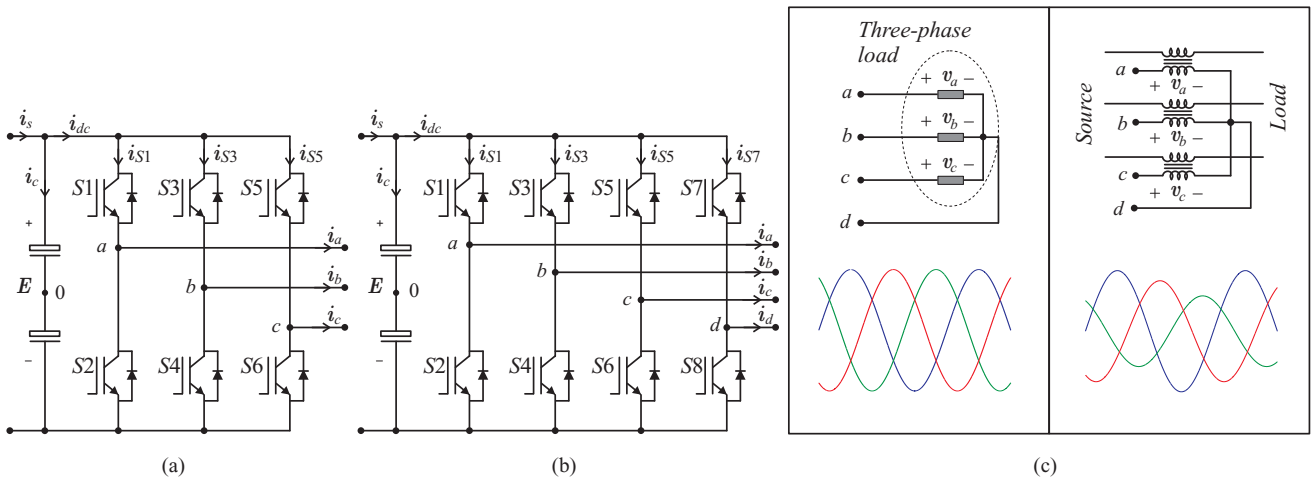 i_s
i_dc
i_S1
i_S3
i_S5
i_c
S1
S3
S5
+
a
i_a
E
0
b
i_b
c
i_c
−
S2
S4
S6
(a)
i_s
i_dc
i_S1
i_S3
i_S5
i_S7
i_c
S1
S3
S5
S7
+
a
i_a
b
i_b
E
0
c
i_c
d
i_d
−
S2
S4
S6
S8
(b)
Three-phase
load
a
+ v_a −
b
+ v_b −
c
+ v_c −
d
Source
Load
a
+ v_a −
b
+ v_b −
c
+ v_c −
d
(c)